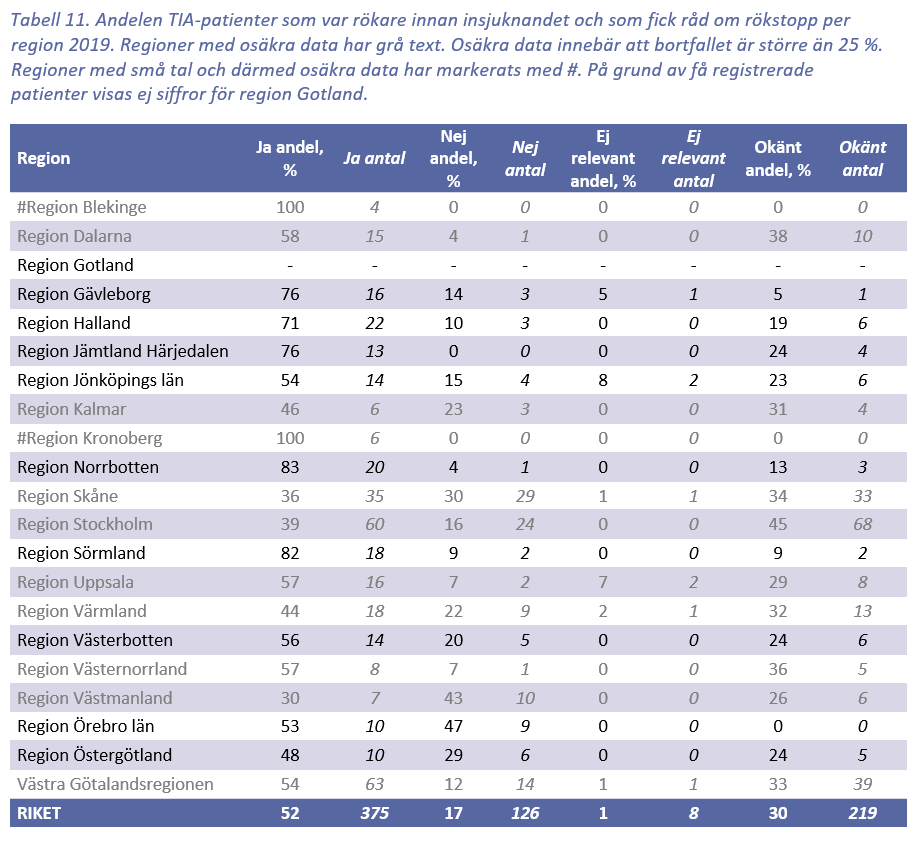 Tabell 11. Andelen TIA-patienter som var rökare innan insjuknandet och som fick råd om rökstopp per
region 2019. Regioner med osäkra data har grå text. Osäkra data innebär att bortfallet är större än 25 %.
Regioner med små tal och därmed osäkra data har markerats med #. På grund av få registrerade
patienter visas ej siffror för region Gotland.
Region Ja andel, % Ja antal Nej andel, % Nej antal Ej relevant andel, % Ej relevant antal Okänt andel, % Okänt antal
#Region Blekinge 100 4 0 0 0 0 0 0
Region Dalarna 58 15 4 1 0 0 38 10
Region Gotland - - - - - - - -
Region Gävleborg 76 16 14 3 5 1 5 1
Region Halland 71 22 10 3 0 0 19 6
Region Jämtland Härjedalen 76 13 0 0 0 0 24 4
Region Jönköpings län 54 14 15 4 8 2 23 6
Region Kalmar 46 6 23 3 0 0 31 4
#Region Kronoberg 100 6 0 0 0 0 0 0
Region Norrbotten 83 20 4 1 0 0 13 3
Region Skåne 36 35 30 29 1 1 34 33
Region Stockholm 39 60 16 24 0 0 45 68
Region Sörmland 82 18 9 2 0 0 9 2
Region Uppsala 57 16 7 2 7 2 29 8
Region Värmland 44 18 22 9 2 1 32 13
Region Västerbotten 56 14 20 5 0 0 24 6
Region Västernorrland 57 8 7 1 0 0 36 5
Region Västmanland 30 7 43 10 0 0 26 6
Region Örebro län 53 10 47 9 0 0 0 0
Region Östergötland 48 10 29 6 0 0 24 5
Västra Götalandsregionen 54 63 12 14 1 1 33 39
RIKET 52 375 17 126 1 8 30 219